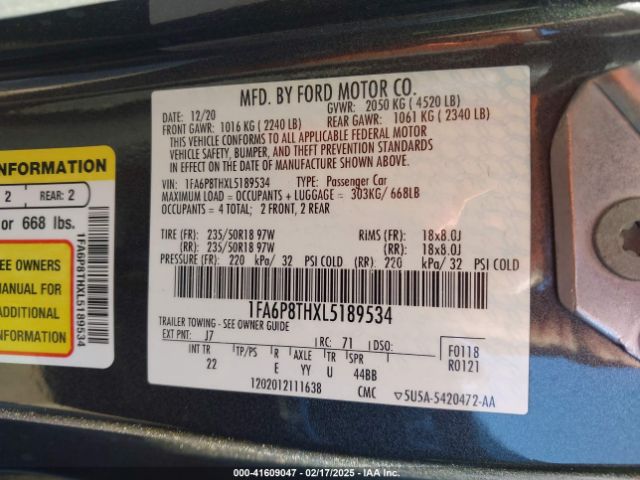 MFD. BY FORD MOTOR CO.
DATE: 12/20 GVWR: 2050 KG ( 4520 LB)
FRONT GAWR: 1016 KG ( 2240 LB) REAR GAWR: 1061 KG ( 2340 LB)
THIS VEHICLE CONFORMS TO ALL APPLICABLE FEDERAL MOTOR
VEHICLE SAFETY, BUMPER, AND THEFT PREVENTION STANDARDS
IN EFFECT ON THE DATE OF MANUFACTURE SHOWN ABOVE.
VIN: 1FA6P8THXL5189534 TYPE: Passenger Car
MAXIMUM LOAD = OCCUPANTS + LUGGAGE = 303KG/ 668LB
OCCUPANTS = 4 TOTAL; 2 FRONT, 2 REAR
TIRE (FR): 235/50R18 97W RiMS (FR): 18x8.0J
(RR): 235/50R18 97W (RR): 18x8.0J
PRESSURE (FR): 220 kPa/ 32 PSI COLD (RR): 220 kPa/ 32 PSI COLD
1FA6P8THXL5189534
TRAILER TOWING - SEE OWNER GUIDE
EXT PNT: J7 RC: 71 DSO: F0118
INT TR TP/PS R AXLE TR SPR R0121
22 E YY U 44BB
1202012111638 CMC 5U5A-5420472-AA
INFORMATION
2 REAR: 2
or 668 lbs.
EE OWNERS
MANUAL FOR
ADDITIONAL
FORMATION
1FA6P8THXL5189534
000-41609047 - 02/17/2025 - IAA Inc.